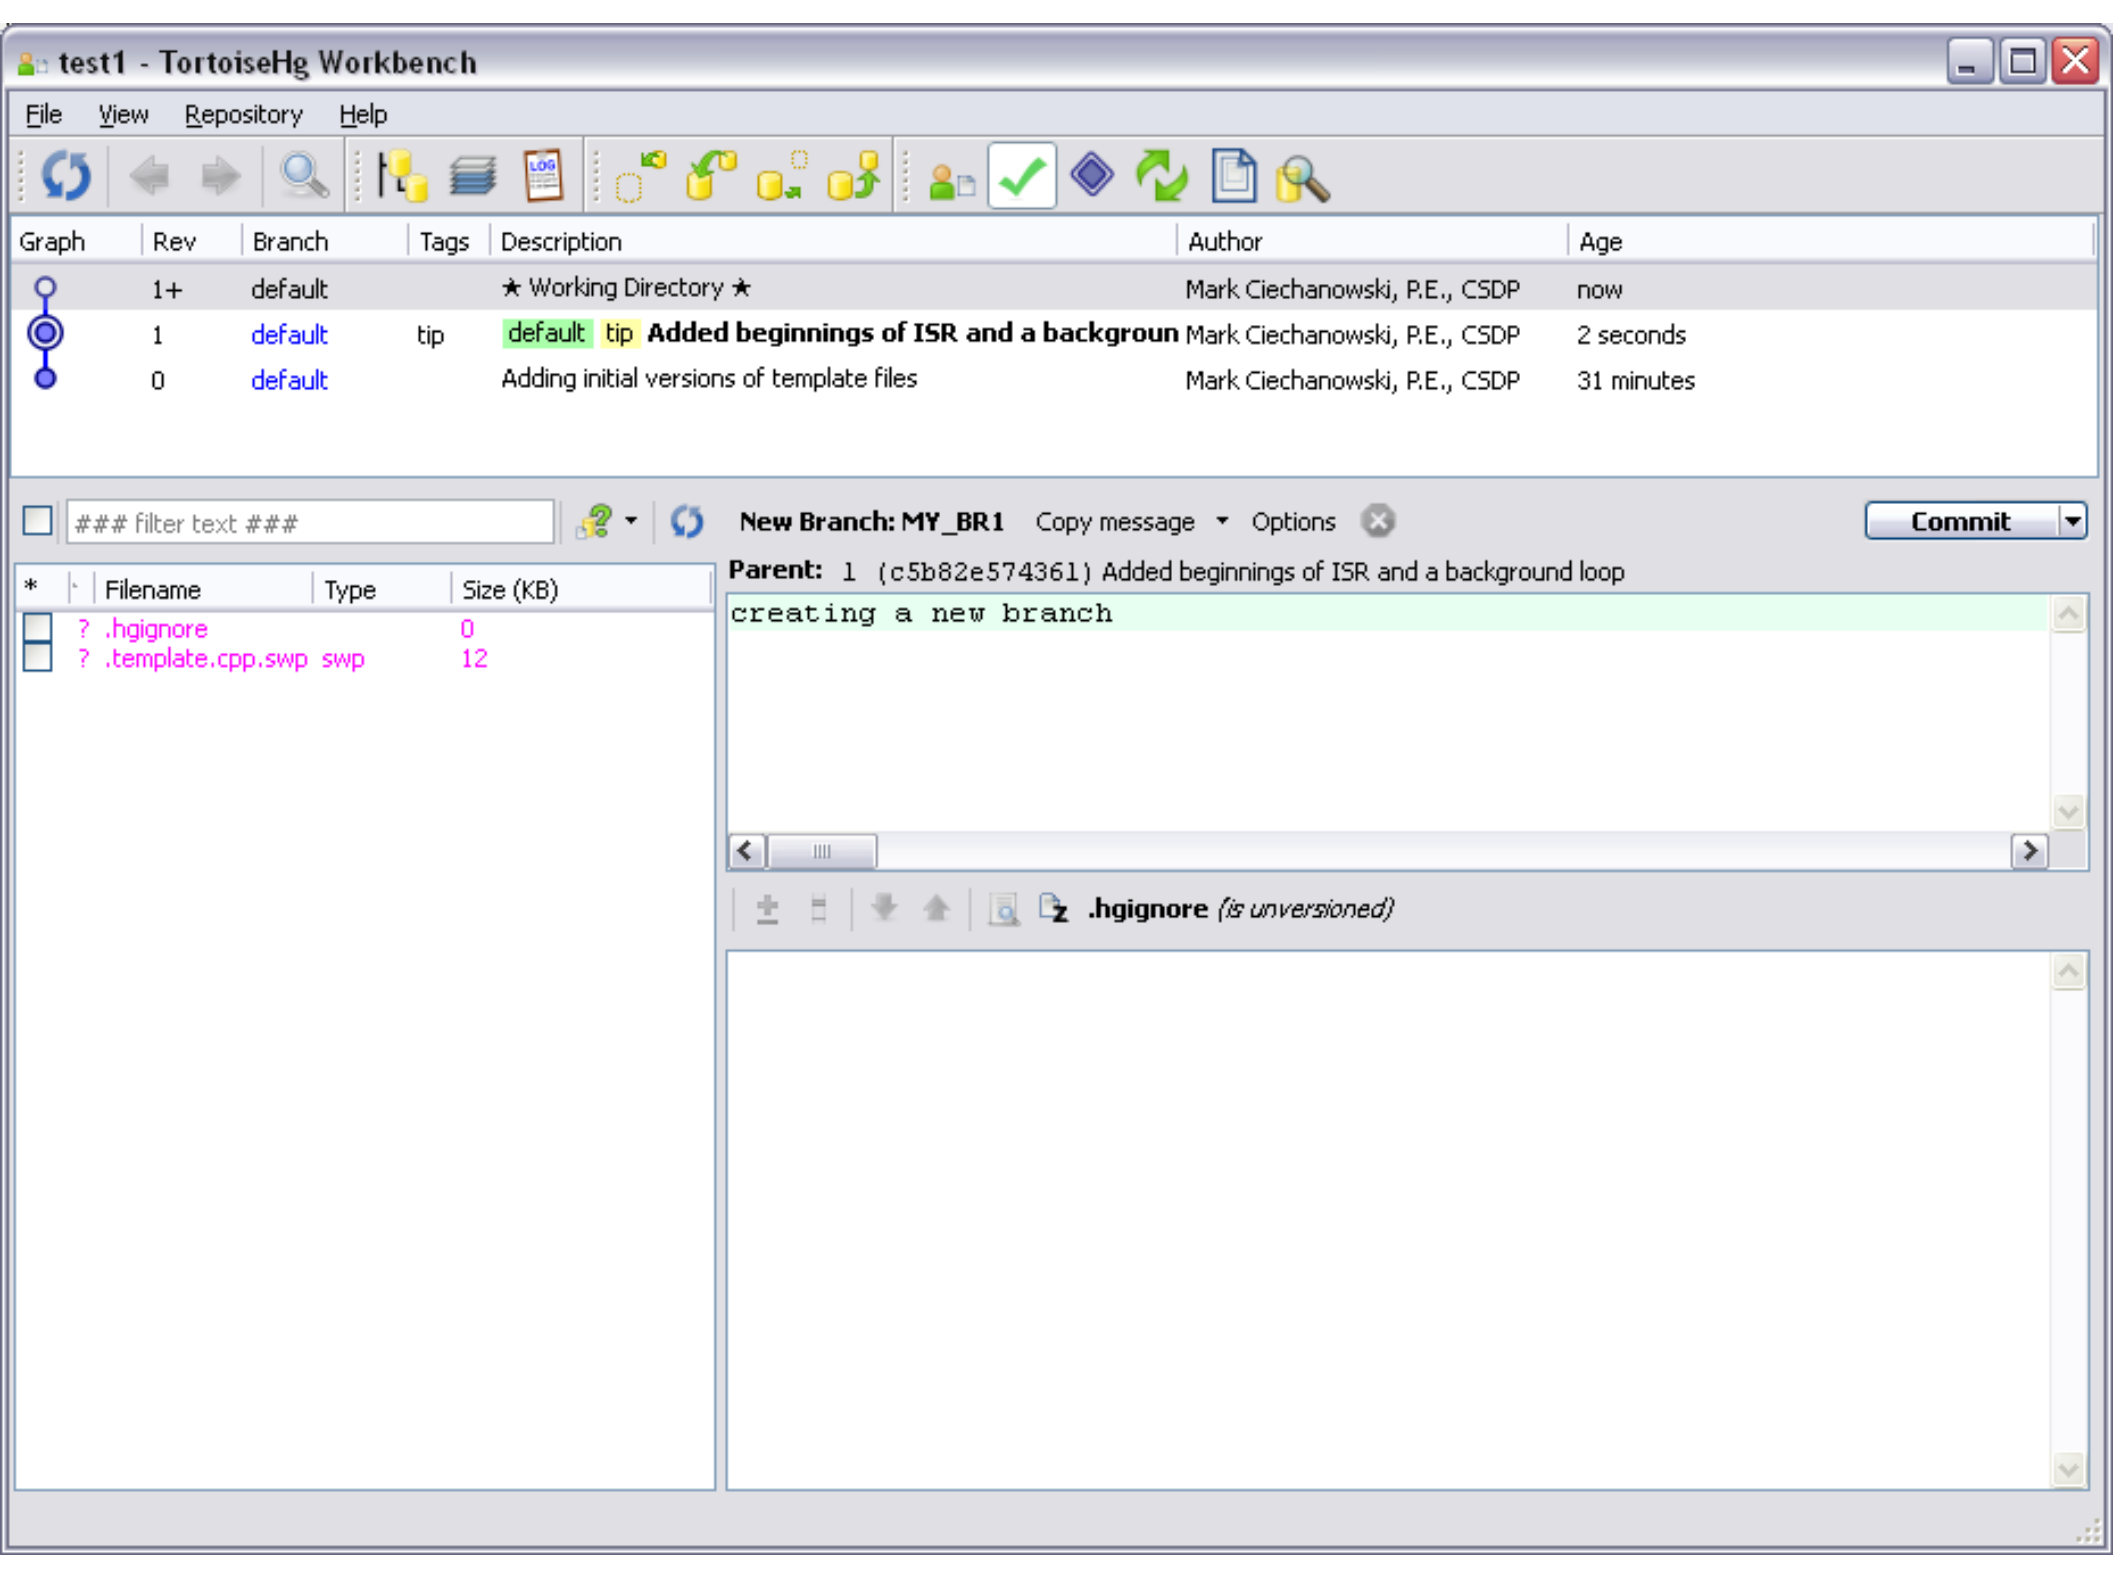 test1 - TortoiseHg Workbench
File View Repository Help
LOG
Graph Rev Branch Tags Description Author Age
1+ default ★ Working Directory ★ Mark Ciechanowski, P.E., CSDP now
1 default tip default tip Added beginnings of ISR and a backgroun Mark Ciechanowski, P.E., CSDP 2 seconds
0 default Adding initial versions of template files Mark Ciechanowski, P.E., CSDP 31 minutes
### filter text ### New Branch: MY_BR1 Copy message Options Commit
Parent: 1 (c5b82e574361) Added beginnings of ISR and a background loop
* Filename Type Size (KB)
creating a new branch
? .hgignore 0
? .template.cpp.swp swp 12
.hgignore (is unversioned)